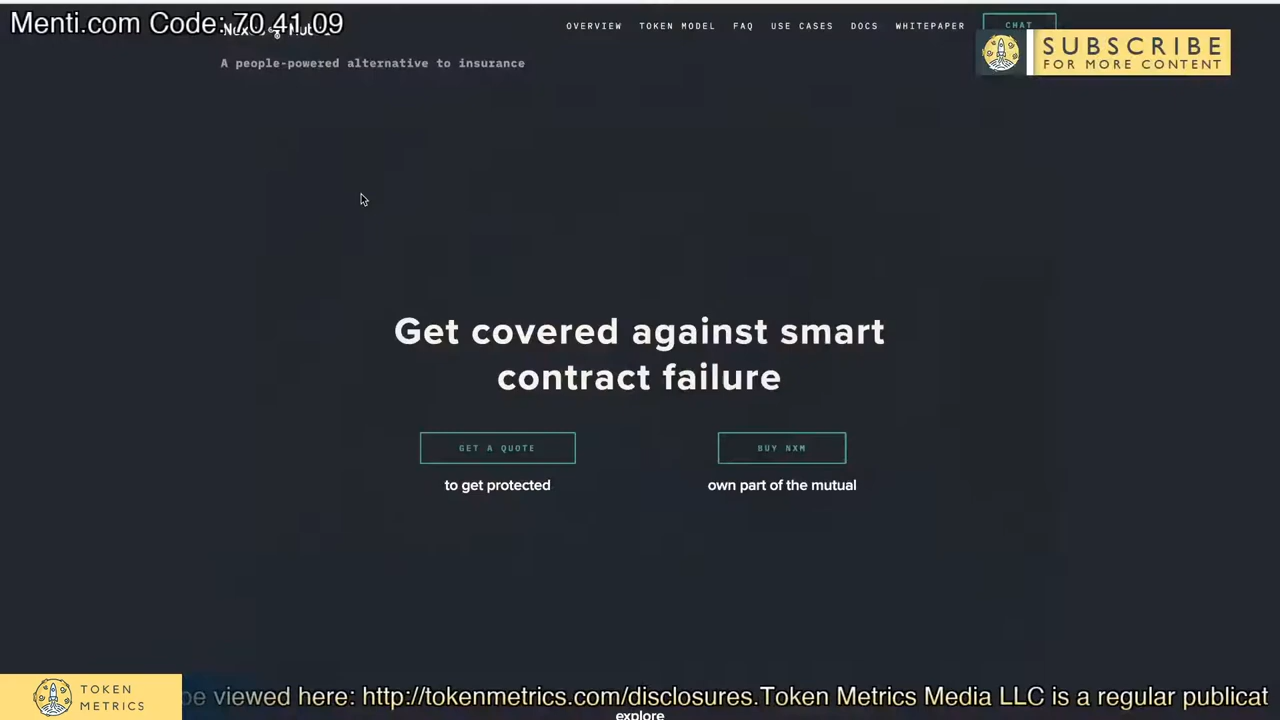 Menti.com Code: 70 41 09
OVERVIEW TOKEN MODEL FAQ USE CASES DOCS WHITEPAPER CHAT
A people-powered alternative to insurance
SUBSCRIBE
FOR MORE CONTENT
Get covered against smart
contract failure
GET A QUOTE
BUY NXM
to get protected
own part of the mutual
TOKEN
METRICS
be viewed here: http://tokenmetrics.com/disclosures.Token Metrics Media LLC is a regular publicat
explore